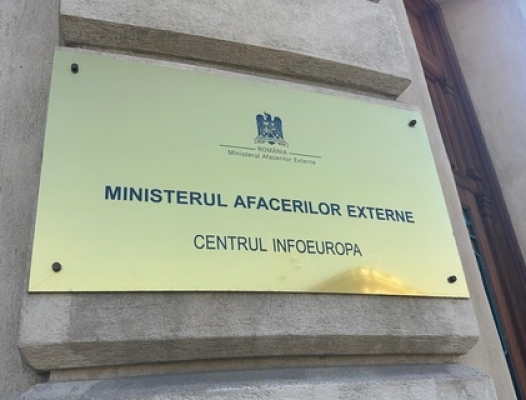 ROMÂNIA
Ministerul Afacerilor Externe
MINISTERUL AFACERILOR EXTERNE
CENTRUL INFOEUROPA